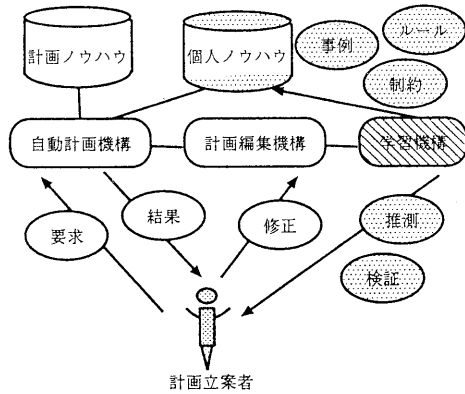 ルール
事例
計画ノウハウ
個人ノウハウ
制約
自動計画機構
計画編集機構
学習機構
結果
修正
推測
要求
検証
計画立案者